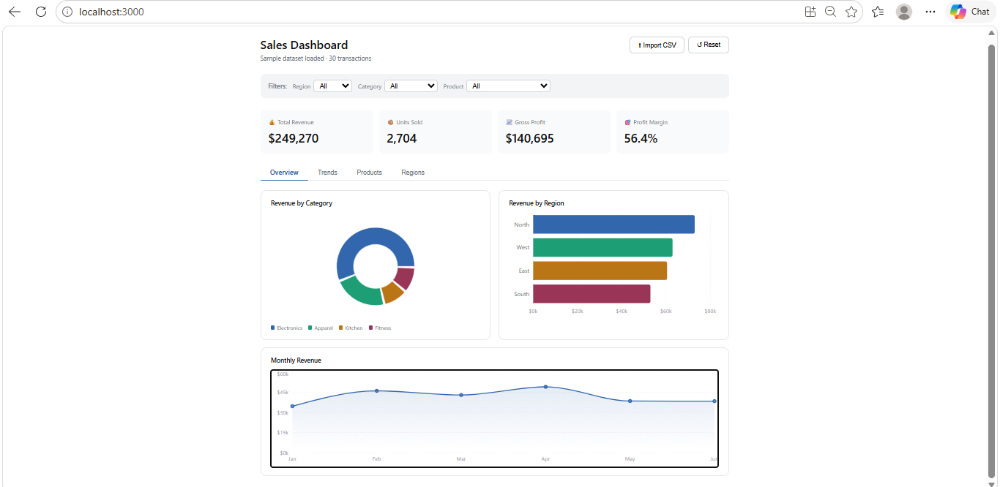 localhost:3000
Chat
Sales Dashboard
Sample dataset loaded · 30 transactions
Import CSV
Reset
Filters: Region All Category All Product All
Total Revenue
$249,270
Units Sold
2,704
Gross Profit
$140,695
Profit Margin
56.4%
Overview Trends Products Regions
Revenue by Category
Electronics Apparel Kitchen Fitness
Revenue by Region
North
West
East
South
$0k $20k $40k $60k $80k
Monthly Revenue
$60k
$45k
$30k
$15k
$0k
Jan Feb Mar Apr May Jun